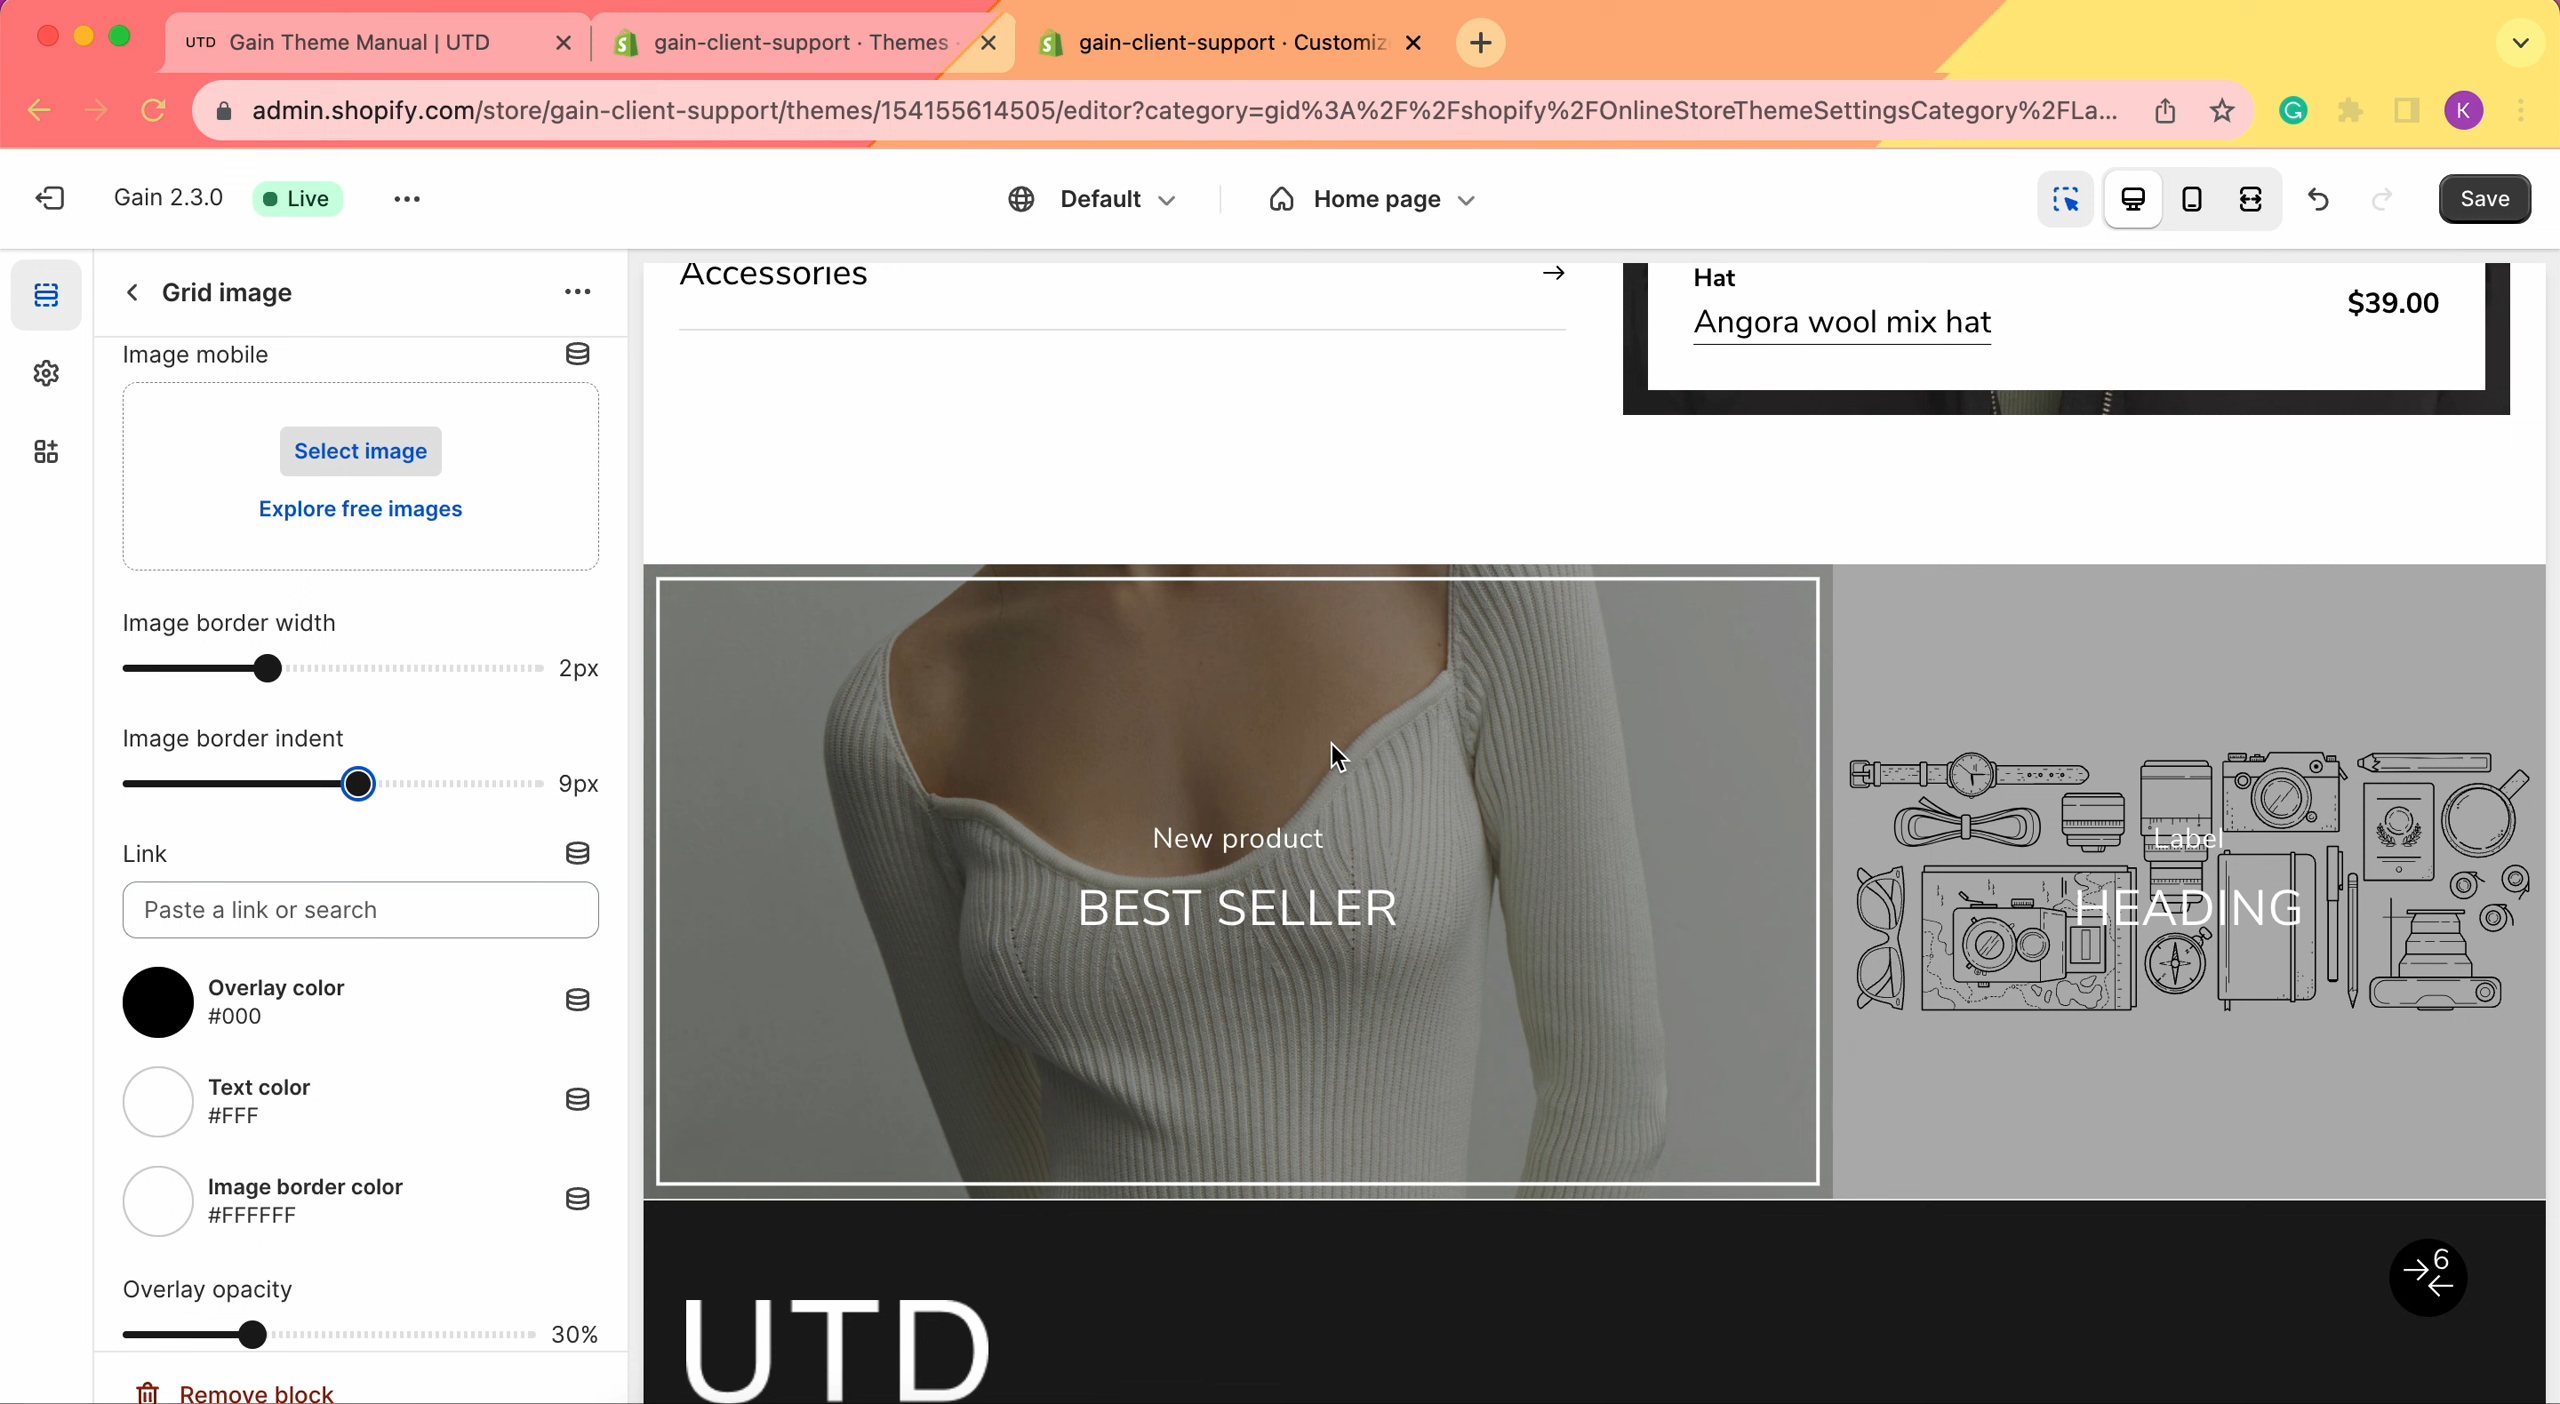 UTD Gain Theme Manual | UTD
gain-client-support · Themes ·
gain-client-support · Customiz
admin.shopify.com/store/gain-client-support/themes/154155614505/editor?category=gid%3A%2F%2Fshopify%2FOnlineStoreThemeSettingsCategory%2FLa...
K
Gain 2.3.0
Live
Default
Home page
Save
Grid image
Image mobile
Select image
Explore free images
Image border width
2px
Image border indent
9px
Link
Paste a link or search
Overlay color
#000
Text color
#FFF
Image border color
#FFFFFF
Overlay opacity
30%
Remove block
Accessories
Hat
Angora wool mix hat
$39.00
New product
BEST SELLER
Label
HEADING
6
UTD